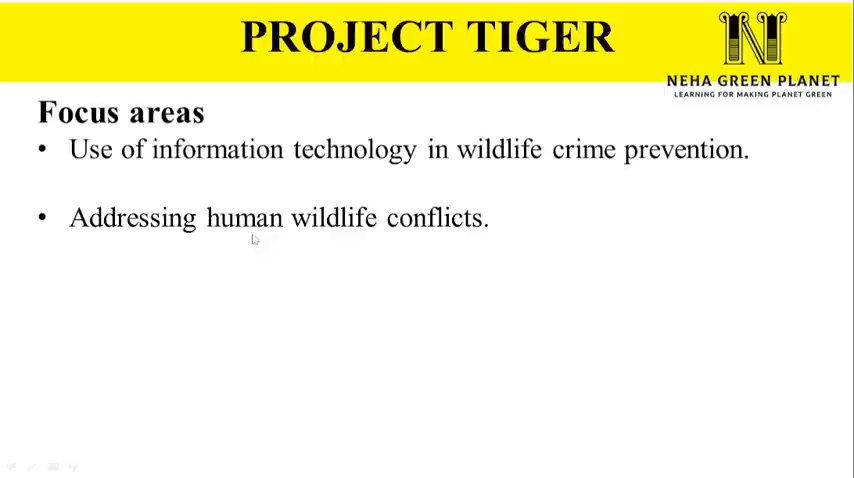 PROJECT TIGER
N
NEHA GREEN PLANET
LEARNING FOR MAKING PLANET GREEN
Focus areas
• Use of information technology in wildlife crime prevention.
• Addressing human wildlife conflicts.